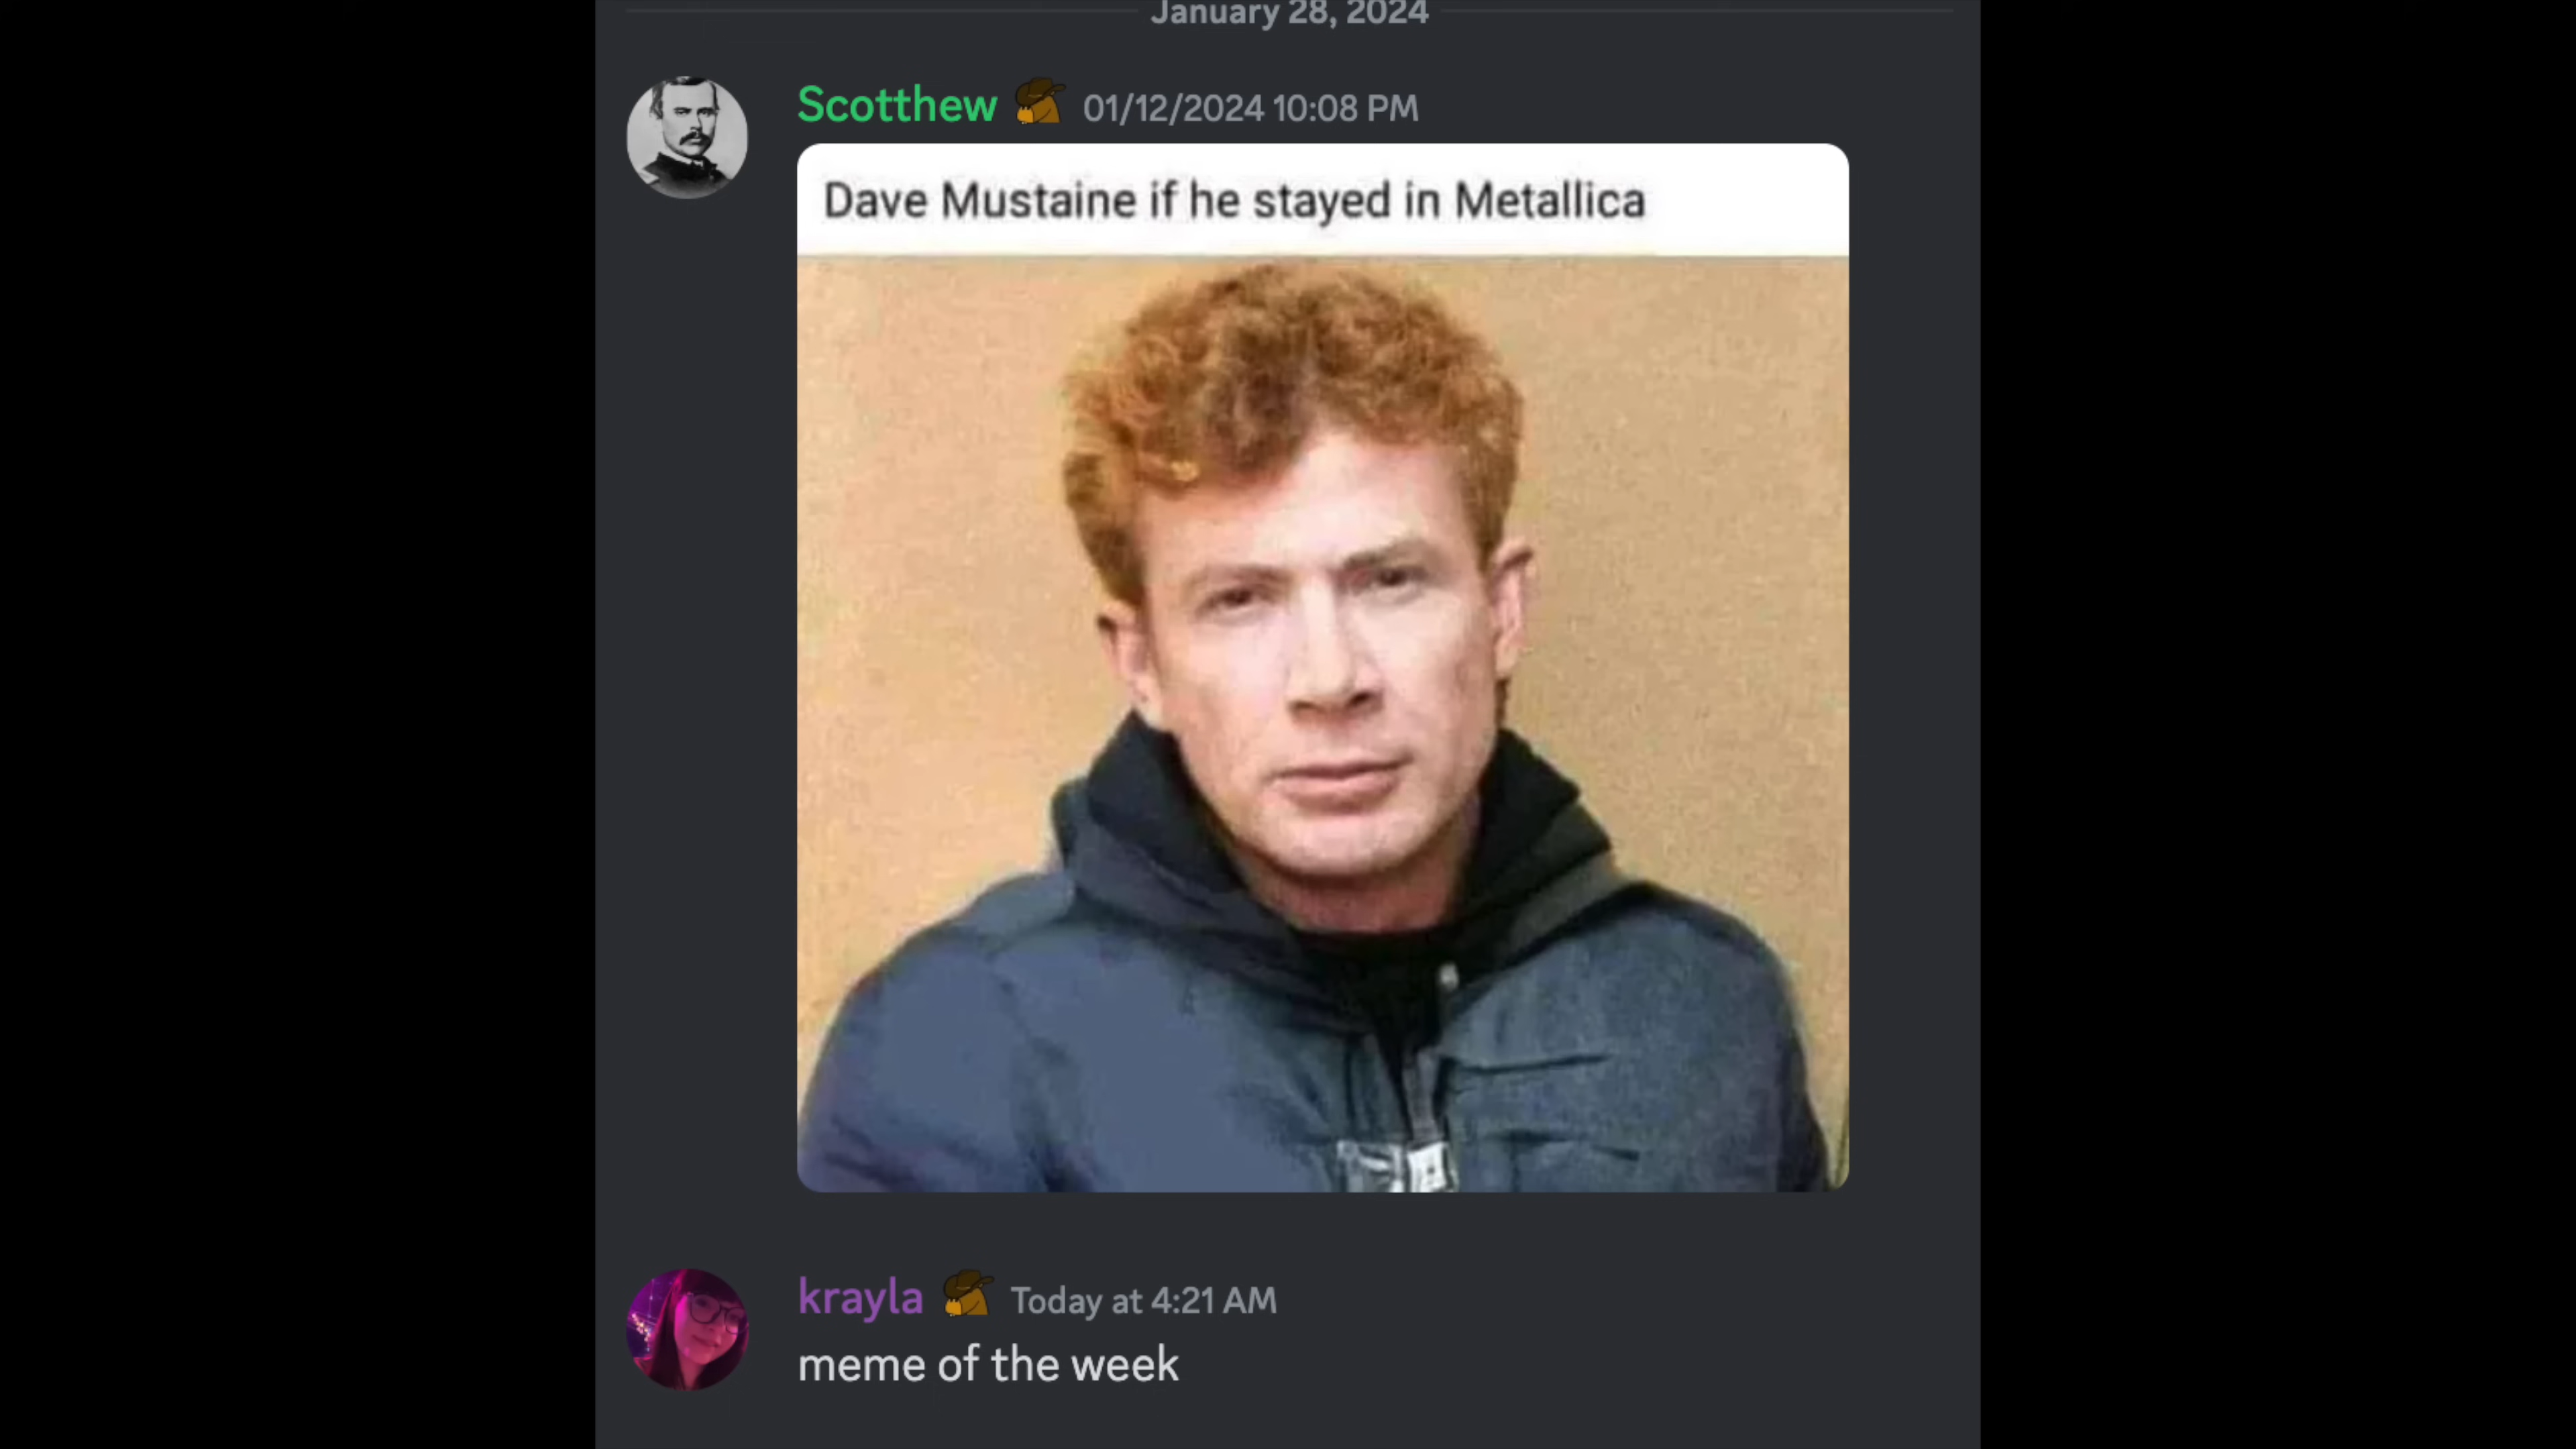 January 28, 2024
Scotthew 01/12/2024 10:08 PM
Dave Mustaine if he stayed in Metallica
krayla Today at 4:21 AM
meme of the week